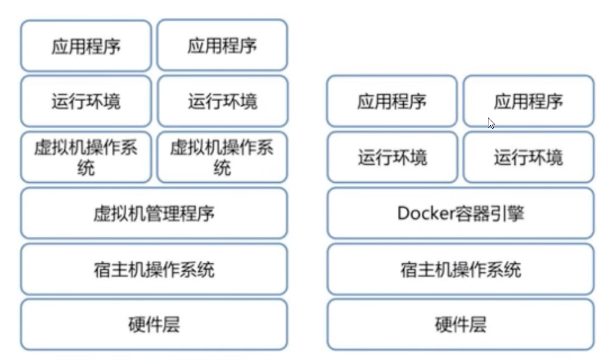 应用程序
应用程序
运行环境
运行环境
虚拟机操作系
统
虚拟机操作系
统
虚拟机管理程序
宿主机操作系统
硬件层
应用程序
应用程序
运行环境
运行环境
Docker容器引擎
宿主机操作系统
硬件层